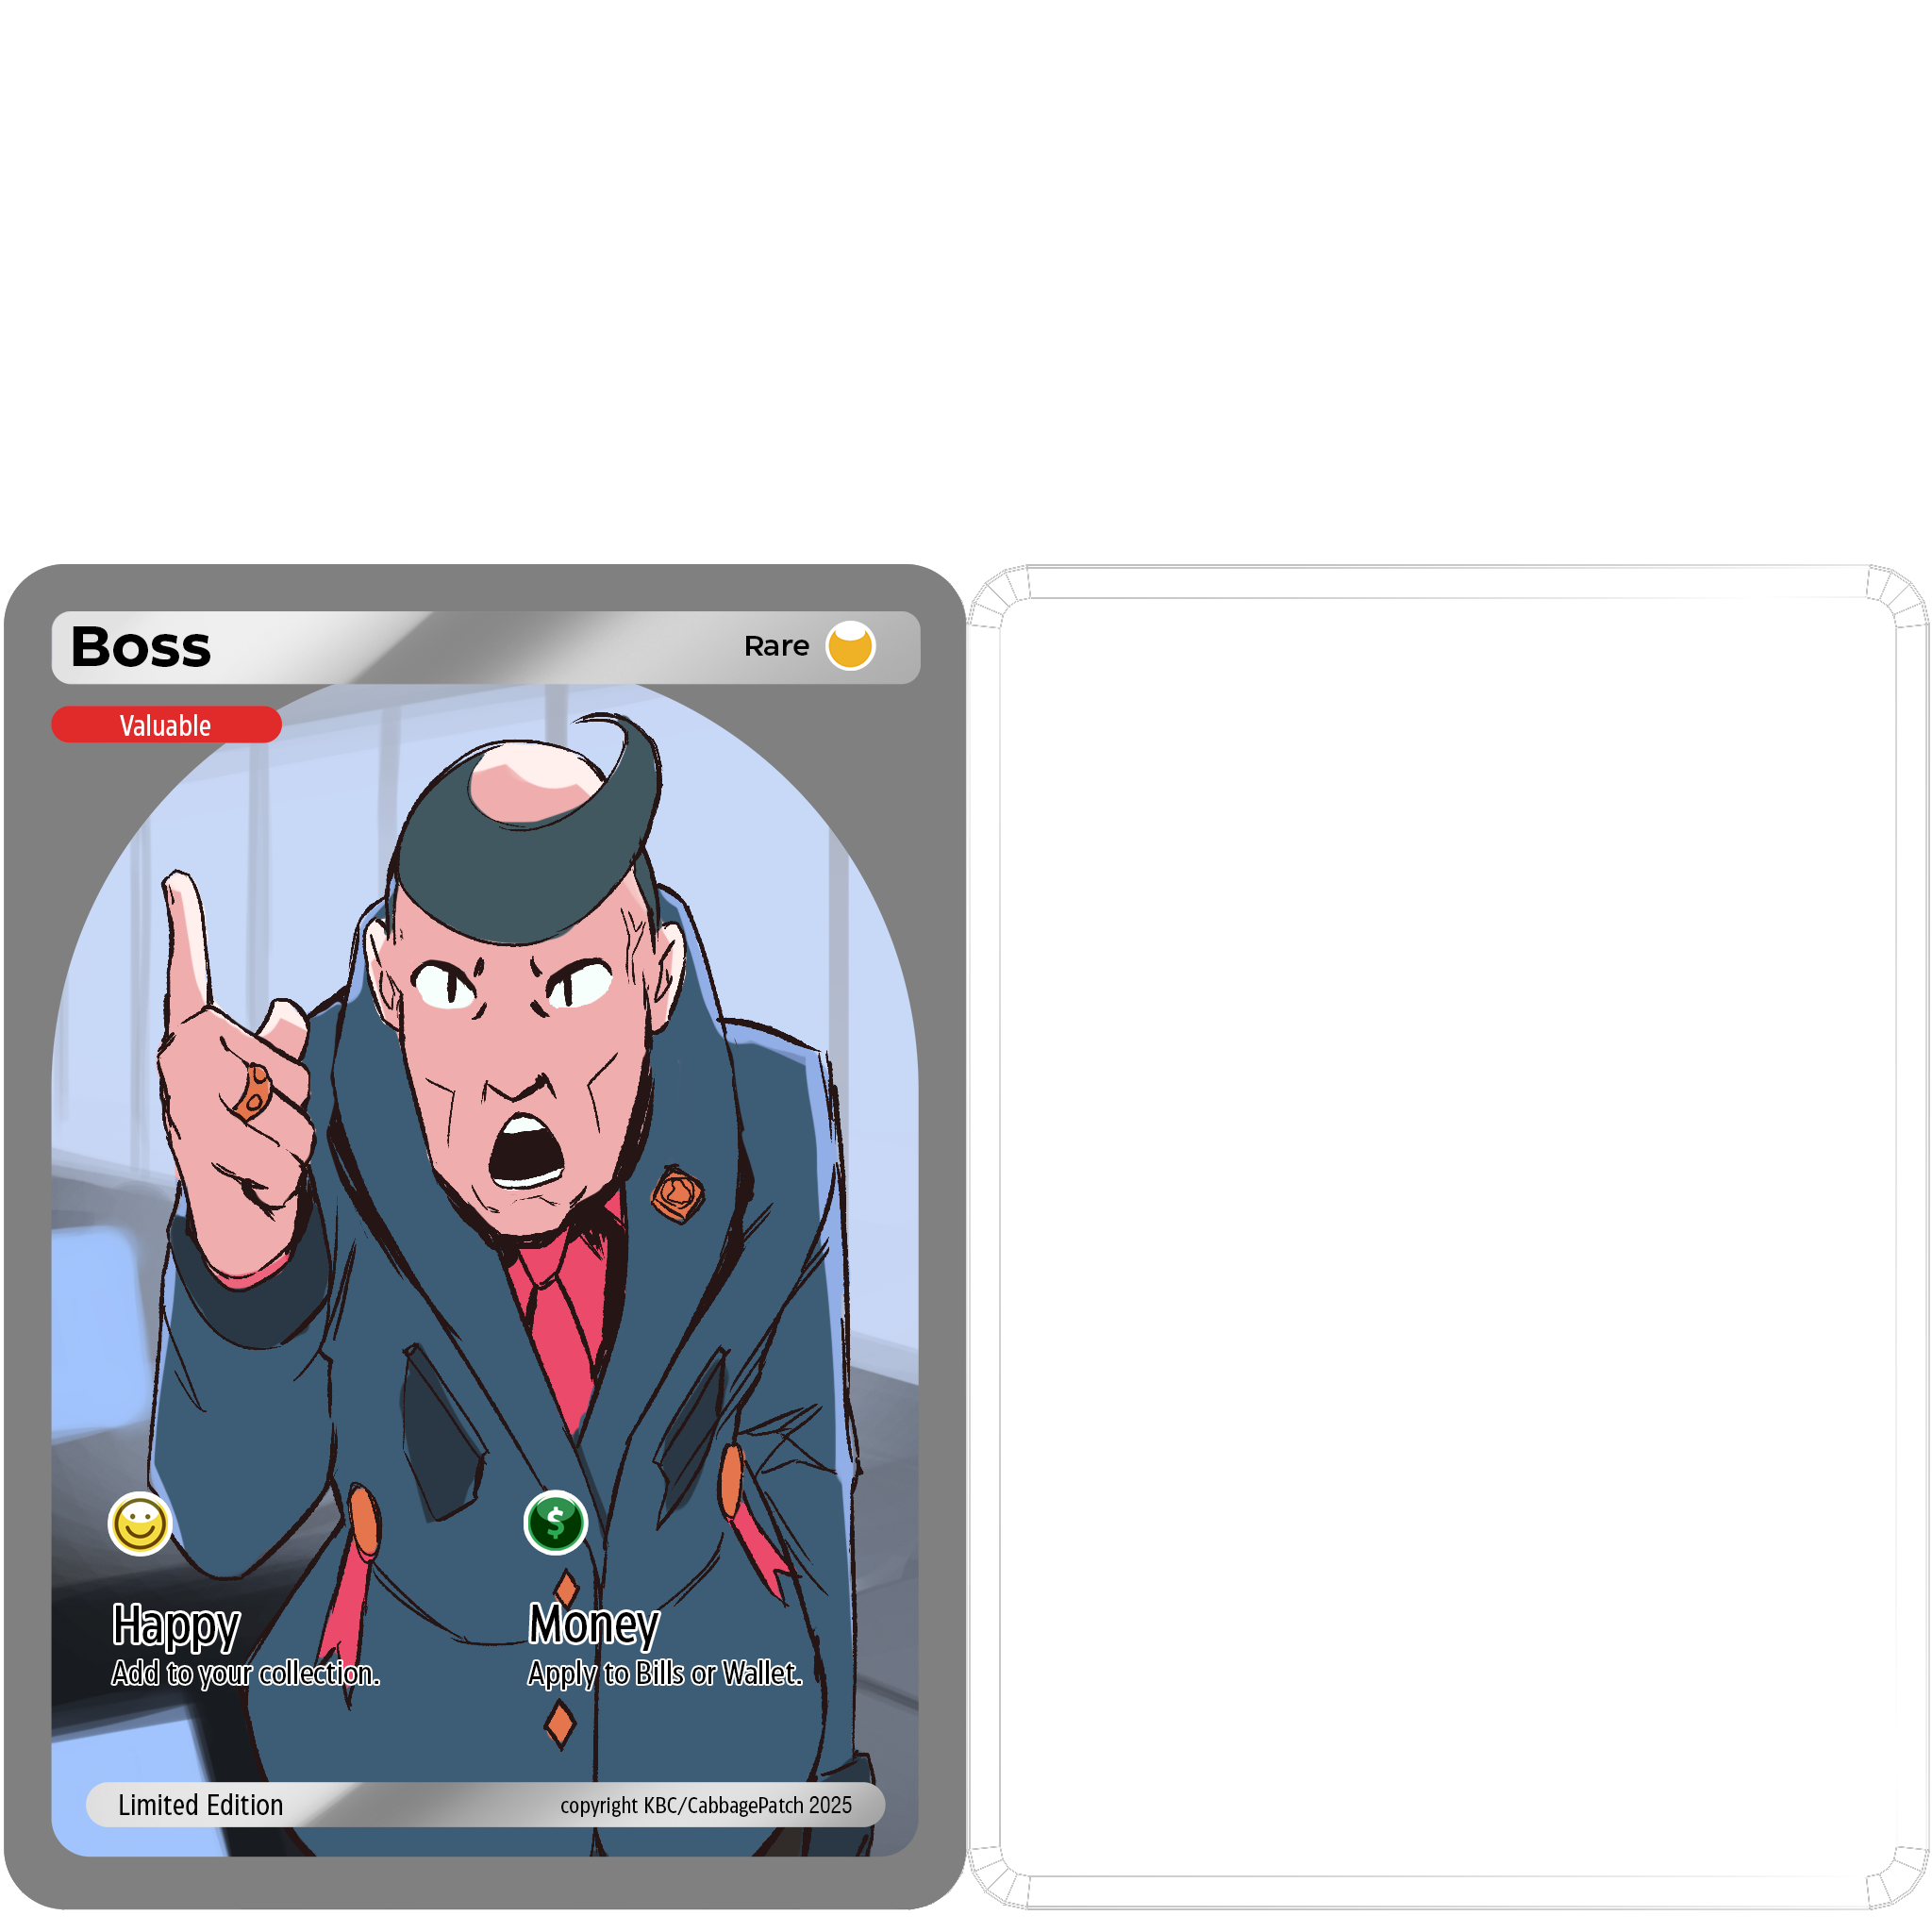 Boss
Rare
Valuable
$
Happy
Add to your collection.
Money
Apply to Bills or Wallet.
Limited Edition
copyright KBC/CabbagePatch 2025